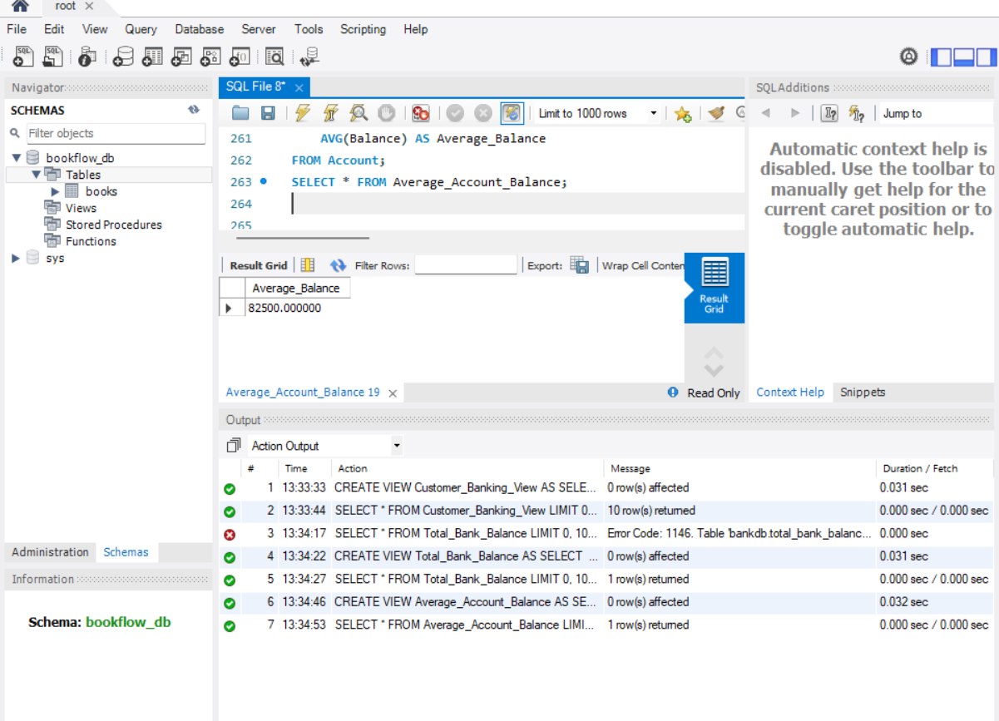 root ×
File Edit View Query Database Server Tools Scripting Help
Navigator
SCHEMAS
Filter objects
bookflow_db
Tables
books
Views
Stored Procedures
Functions
sys
Administration Schemas
Information
Schema: bookflow_db
SQL File 8* ×
Limit to 1000 rows
261 AVG(Balance) AS Average_Balance
262 FROM Account;
263 SELECT * FROM Average_Account_Balance;
264
265
Result Grid Filter Rows: Export: Wrap Cell Conten
Average_Balance
82500.000000
Result
Grid
Average_Account_Balance 19 × Read Only
SQLAdditions
Jump to
Automatic context help is
disabled. Use the toolbar to
manually get help for the
current caret position or to
toggle automatic help.
Context Help Snippets
Output
Action Output
# Time Action Message Duration / Fetch
1 13:33:33 CREATE VIEW Customer_Banking_View AS SELE... 0 row(s) affected 0.031 sec
2 13:33:44 SELECT * FROM Customer_Banking_View LIMIT 0... 10 row(s) returned 0.000 sec / 0.000 sec
3 13:34:17 SELECT * FROM Total_Bank_Balance LIMIT 0, 10... Error Code: 1146. Table 'bankdb.total_bank_balanc... 0.000 sec
4 13:34:22 CREATE VIEW Total_Bank_Balance AS SELECT ... 0 row(s) affected 0.031 sec
5 13:34:27 SELECT * FROM Total_Bank_Balance LIMIT 0, 10... 1 row(s) returned 0.000 sec / 0.000 sec
6 13:34:46 CREATE VIEW Average_Account_Balance AS SE... 0 row(s) affected 0.032 sec
7 13:34:53 SELECT * FROM Average_Account_Balance LIMI... 1 row(s) returned 0.000 sec / 0.000 sec